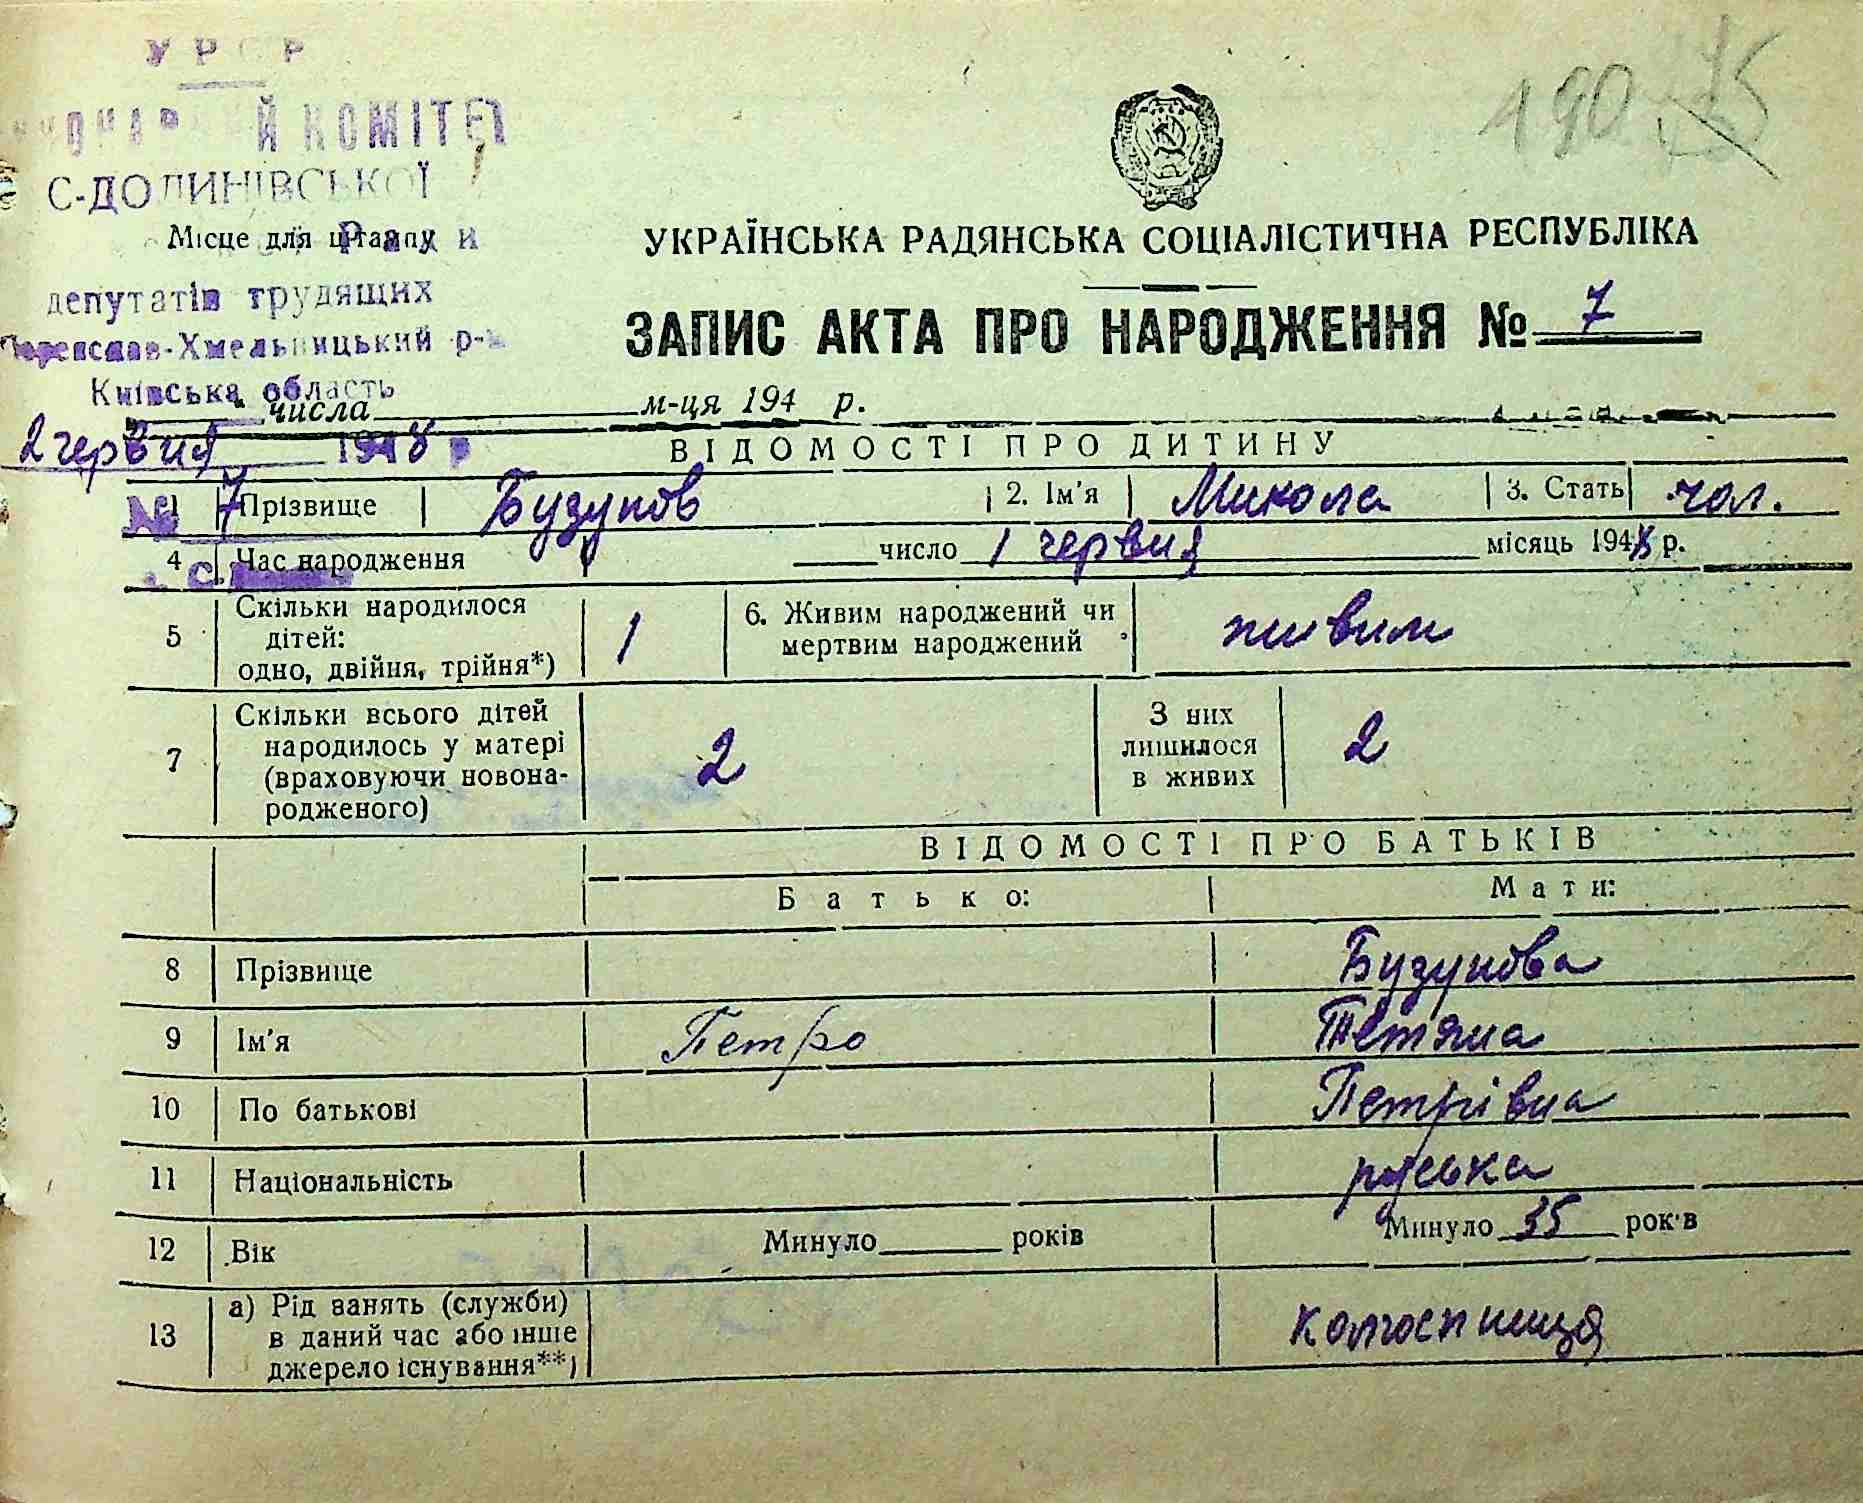 УРСР
КОМІТЕТ
С-ДОЛИНІВСЬКОЇ
Місце для штампу
Ради
депутатів трудящих
Переяслав-Хмельницький р-н
Київська область
2 червня 1948 р
№ 7
190
УКРАЇНСЬКА РАДЯНСЬКА СОЦІАЛІСТИЧНА РЕСПУБЛІКА
ЗАПИС АКТА ПРО НАРОДЖЕННЯ № 7
числа м-ця 194 р.
ВІДОМОСТІ ПРО ДИТИНУ
1 Прізвище Бузунов 2. Ім'я Микола 3. Стать чол.
4 Час народження число 1 червня місяць 1948 р.
5 Скільки народилося дітей: одно, двійня, трійня*) 1 6. Живим народжений чи мертвим народжений живим
7 Скільки всього дітей народилось у матері (враховуючи новонародженого) 2 З них лишилося в живих 2
ВІДОМОСТІ ПРО БАТЬКІВ
Батько: Мати:
8 Прізвище Бузунова
9 Ім'я Петро Тетяна
10 По батькові Петрівна
11 Національність руська
12 Вік Минуло років Минуло 35 років
13 а) Рід занять (служби) в даний час або інше джерело існування**) колгоспниця